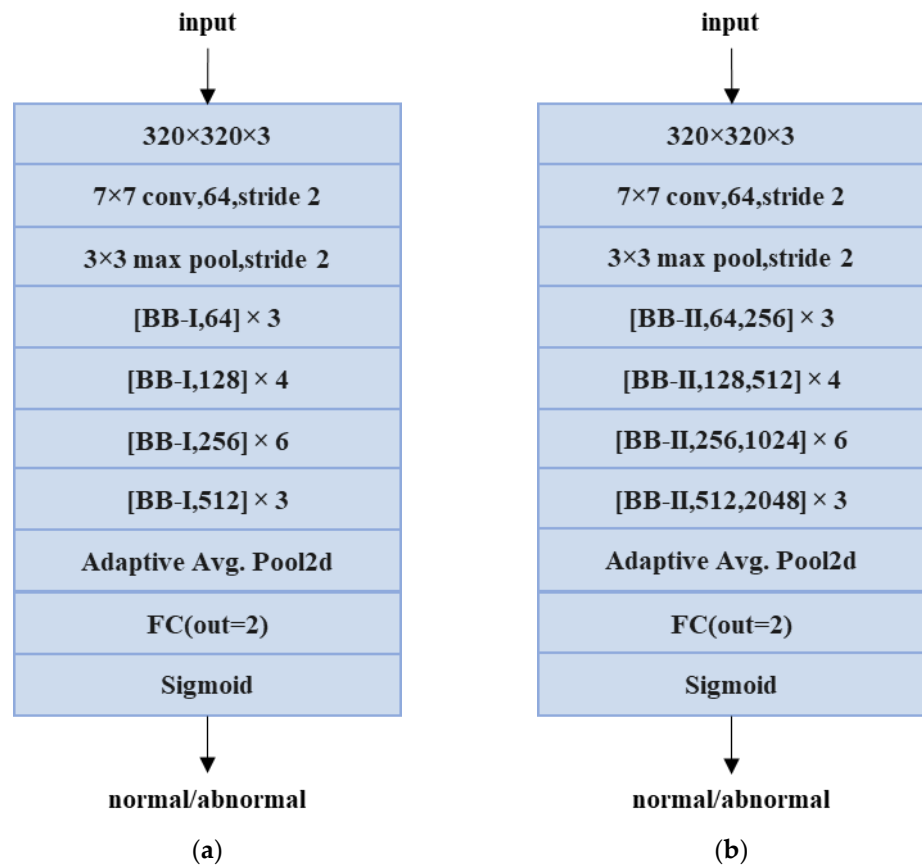 input
320×320×3
7×7 conv,64,stride 2
3×3 max pool,stride 2
[BB-I,64] × 3
[BB-I,128] × 4
[BB-I,256] × 6
[BB-I,512] × 3
Adaptive Avg. Pool2d
FC(out=2)
Sigmoid
normal/abnormal
(a)
input
320×320×3
7×7 conv,64,stride 2
3×3 max pool,stride 2
[BB-II,64,256] × 3
[BB-II,128,512] × 4
[BB-II,256,1024] × 6
[BB-II,512,2048] × 3
Adaptive Avg. Pool2d
FC(out=2)
Sigmoid
normal/abnormal
(b)